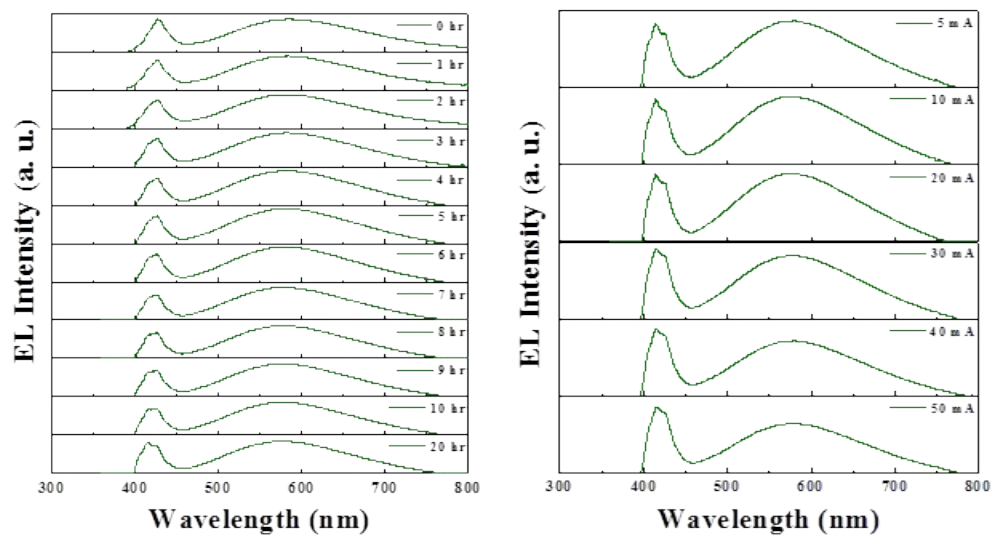 EL Intensity (a. u.)
0 hr
1 hr
2 hr
3 hr
4 hr
5 hr
6 hr
7 hr
8 hr
9 hr
10 hr
20 hr
300 400 500 600 700 800
Wavelength (nm)
EL Intensity (a. u.)
5 mA
10 mA
20 mA
30 mA
40 mA
50 mA
300 400 500 600 700 800
Wavelength (nm)